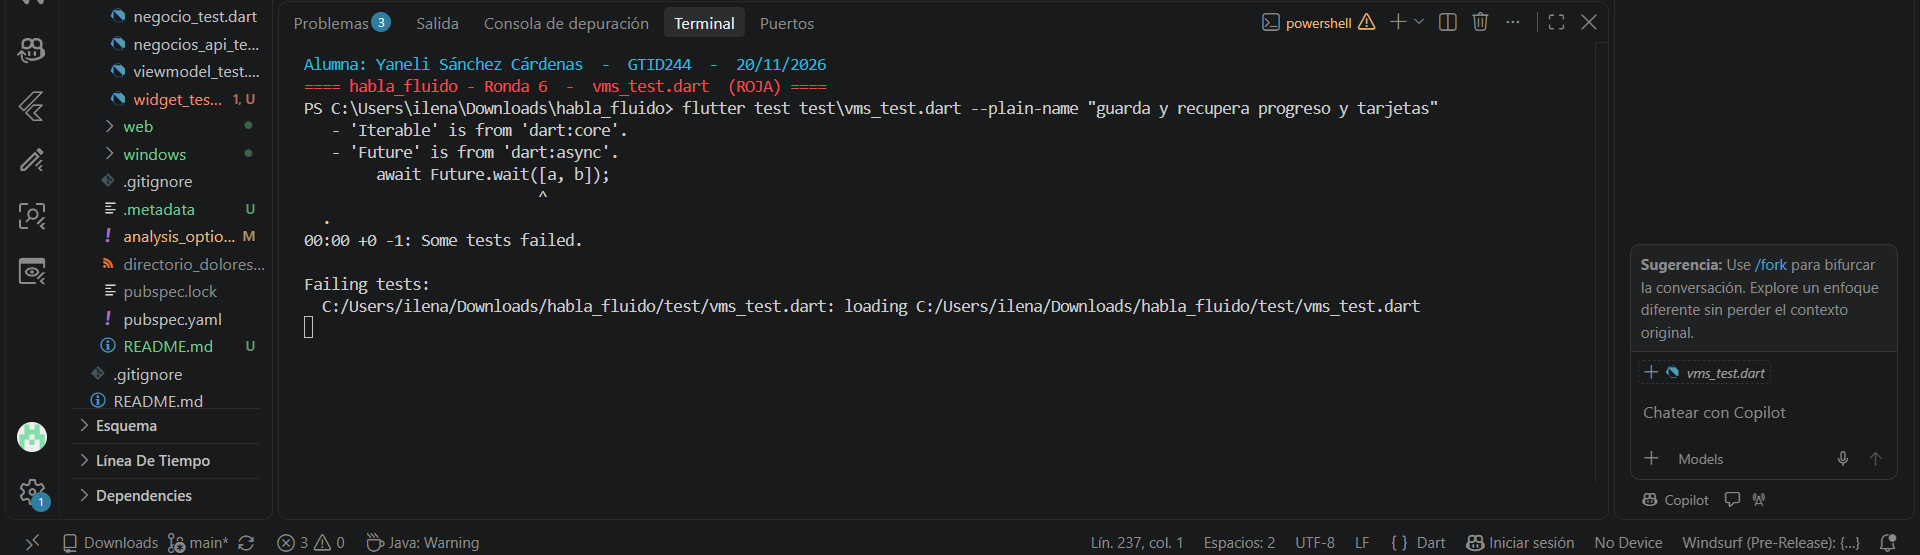 negocio_test.dart
negocios_api_te...
viewmodel_test....
widget_tes... 1, U
web
windows
.gitignore
.metadata U
analysis_optio... M
directorio_dolores...
pubspec.lock
pubspec.yaml
README.md U
.gitignore
README.md
Esquema
Línea De Tiempo
Dependencies
1
Problemas 3 Salida Consola de depuración Terminal Puertos
powershell
Alumna: Yaneli Sánchez Cárdenas - GTID244 - 20/11/2026
==== habla_fluido - Ronda 6 - vms_test.dart (ROJA) ====
PS C:\Users\ilena\Downloads\habla_fluido> flutter test test\vms_test.dart --plain-name "guarda y recupera progreso y tarjetas"
- 'Iterable' is from 'dart:core'.
- 'Future' is from 'dart:async'.
await Future.wait([a, b]);
^
.
00:00 +0 -1: Some tests failed.
Failing tests:
C:/Users/ilena/Downloads/habla_fluido/test/vms_test.dart: loading C:/Users/ilena/Downloads/habla_fluido/test/vms_test.dart
Sugerencia: Use /fork para bifurcar
la conversación. Explore un enfoque
diferente sin perder el contexto
original.
vms_test.dart
Chatear con Copilot
Models
Copilot
Downloads main* 3 0 Java: Warning Lín. 237, col. 1 Espacios: 2 UTF-8 LF { } Dart Iniciar sesión No Device Windsurf (Pre-Release): {...}